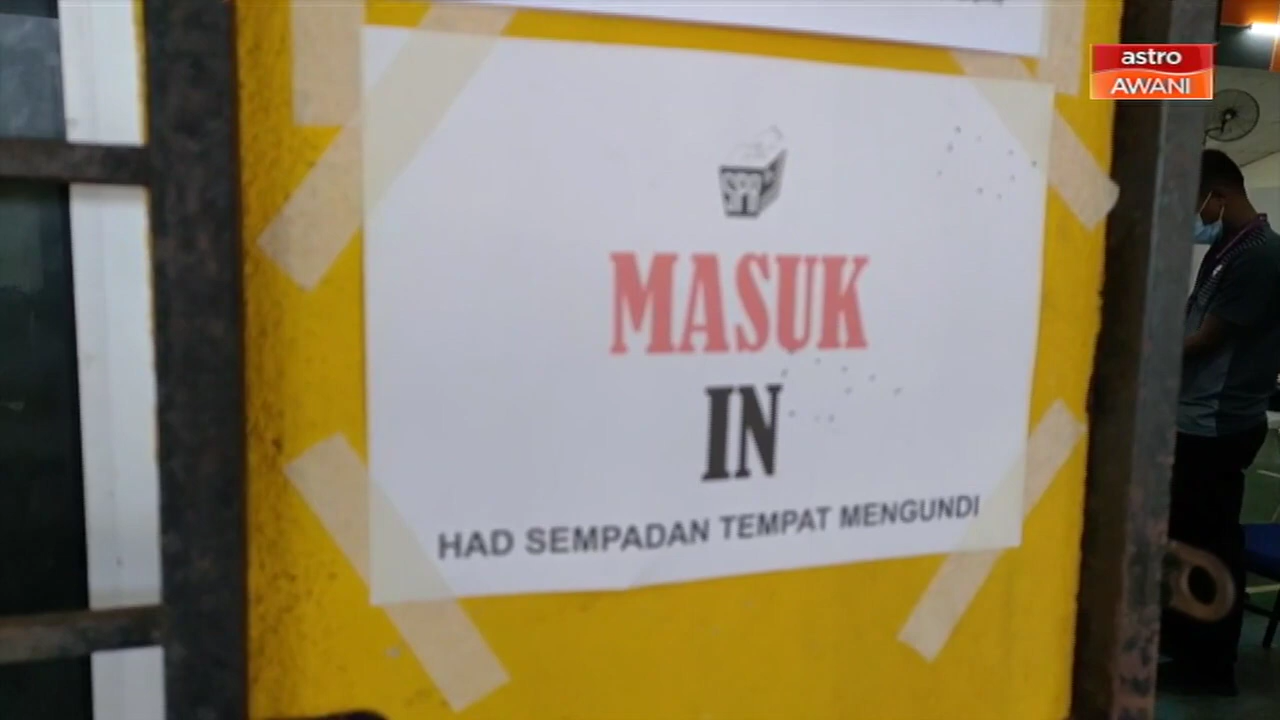 astro
AWANI
SPR
MASUK
IN
HAD SEMPADAN TEMPAT MENGUNDI